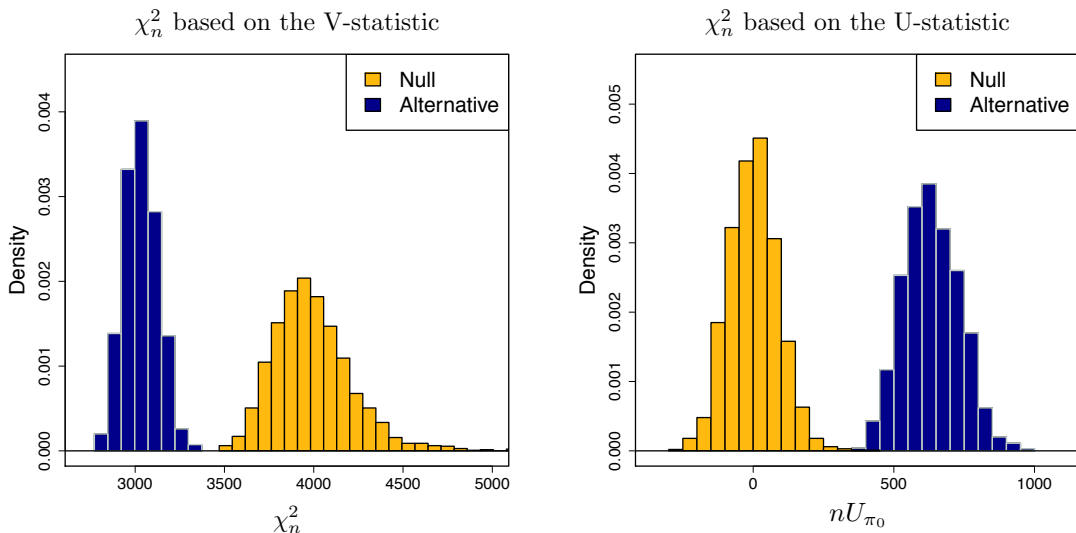 χ²ₙ based on the V-statistic
Null
Alternative
Density
0.004
0.003
0.002
0.001
0.000
3000 3500 4000 4500 5000
χ²ₙ
χ²ₙ based on the U-statistic
Null
Alternative
Density
0.005
0.004
0.003
0.002
0.001
0.000
0 500 1000
nU_{π₀}